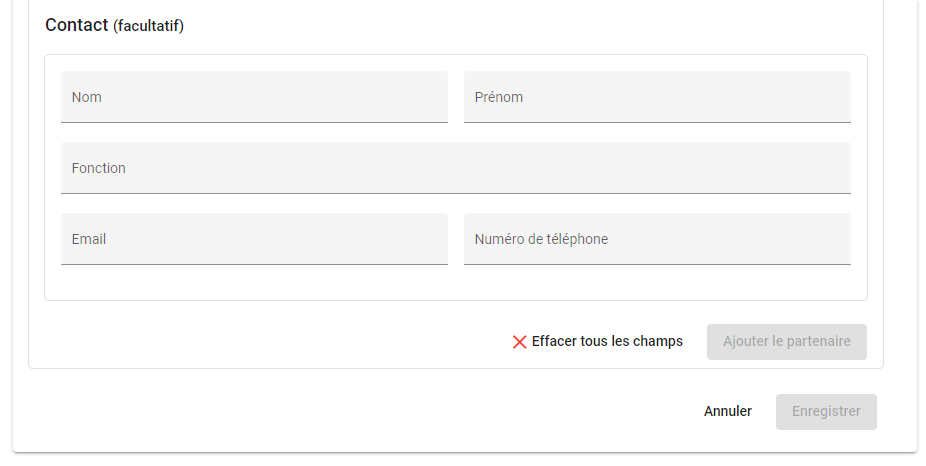 Contact (facultatif)
Nom
Prénom
Fonction
Email
Numéro de téléphone
Effacer tous les champs
Ajouter le partenaire
Annuler
Enregistrer